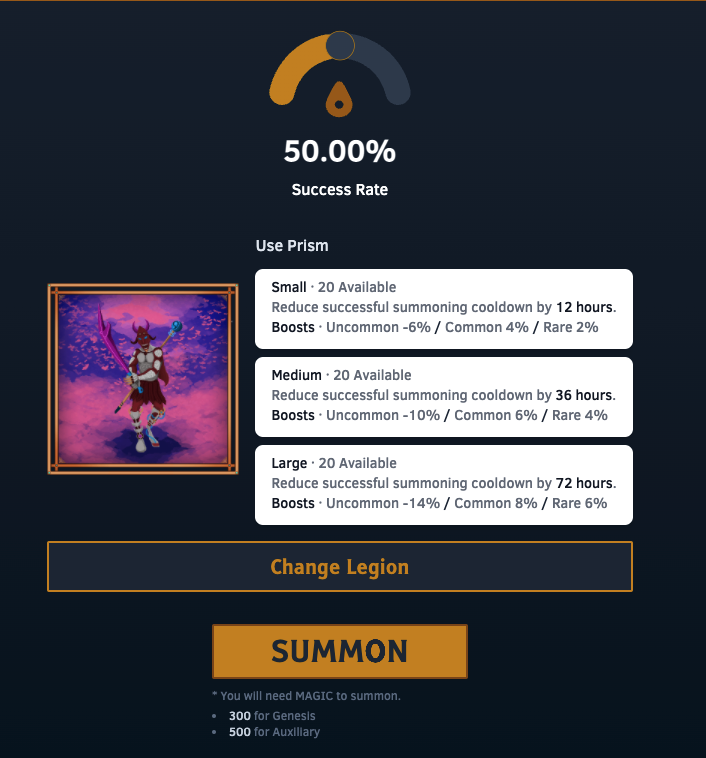 50.00%
Success Rate
Use Prism
Small · 20 Available
Reduce successful summoning cooldown by 12 hours.
Boosts · Uncommon -6% / Common 4% / Rare 2%
Medium · 20 Available
Reduce successful summoning cooldown by 36 hours.
Boosts · Uncommon -10% / Common 6% / Rare 4%
Large · 20 Available
Reduce successful summoning cooldown by 72 hours.
Boosts · Uncommon -14% / Common 8% / Rare 6%
Change Legion
SUMMON
* You will need MAGIC to summon.
• 300 for Genesis
• 500 for Auxiliary